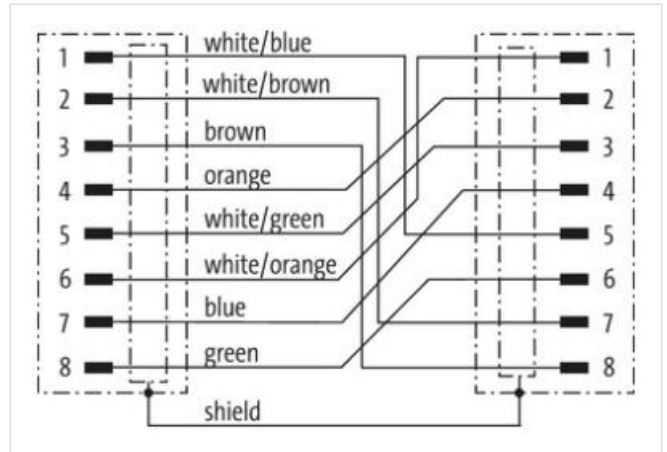 1 white/blue 1
2 white/brown 2
3 brown 3
4 orange 4
5 white/green 5
6 white/orange 6
7 blue 7
8 green 8
shield